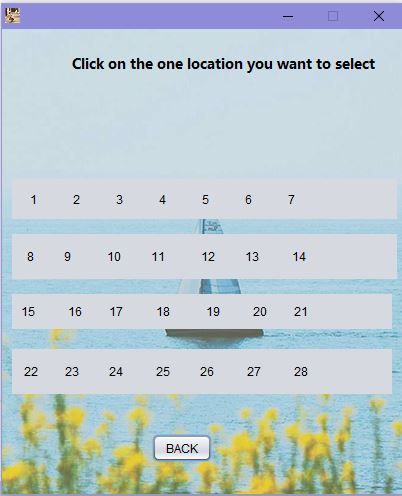 Click on the one location you want to select
1 2 3 4 5 6 7
8 9 10 11 12 13 14
15 16 17 18 19 20 21
22 23 24 25 26 27 28
BACK